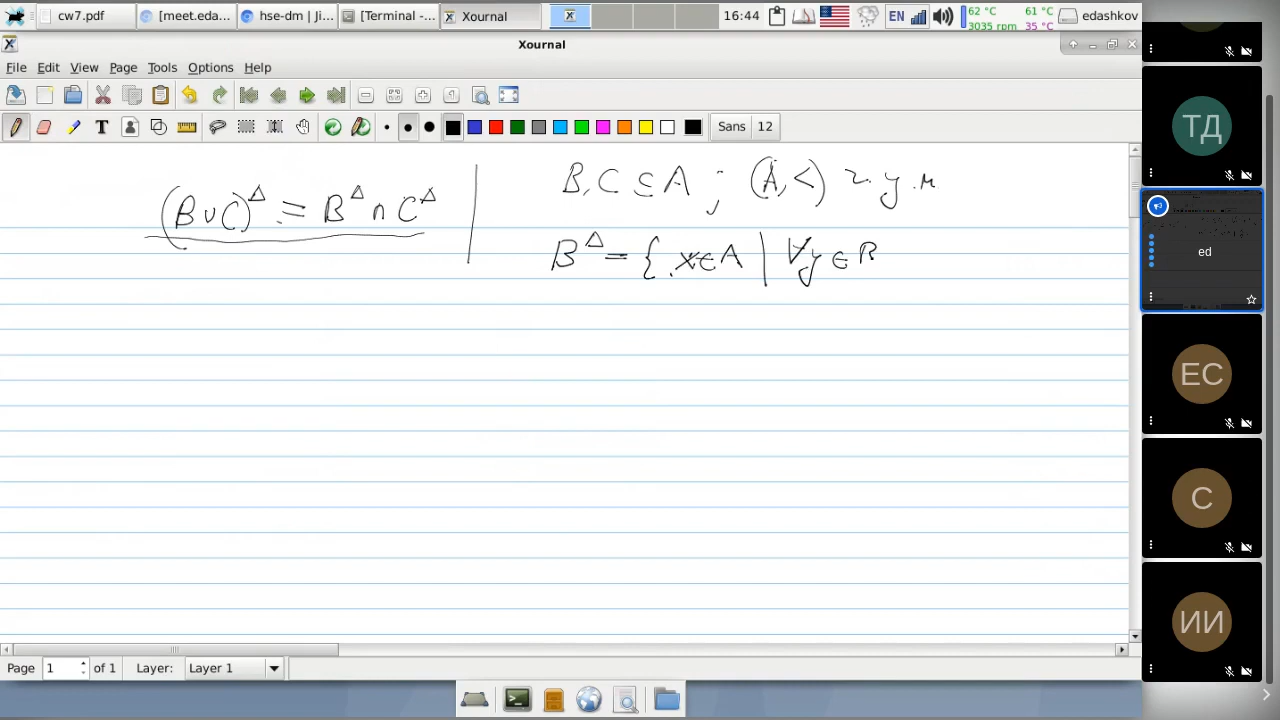 cw7.pdf [meet.eda... hse-dm | Ji... [Terminal -... Xournal 16:44 EN 62 °C 3035 rpm 61 °C 35 °C edashkov
Xournal
File Edit View Page Tools Options Help
Sans 12
(B∪C)^Δ = B^Δ ∩ C^Δ
B, C ⊆ A ; (A, <) ч. у. м.
B^Δ = { x ∈ A | ∀y ∈ B
Page 1 of 1 Layer: Layer 1
ТД
ed
ЕС
С
ИИ